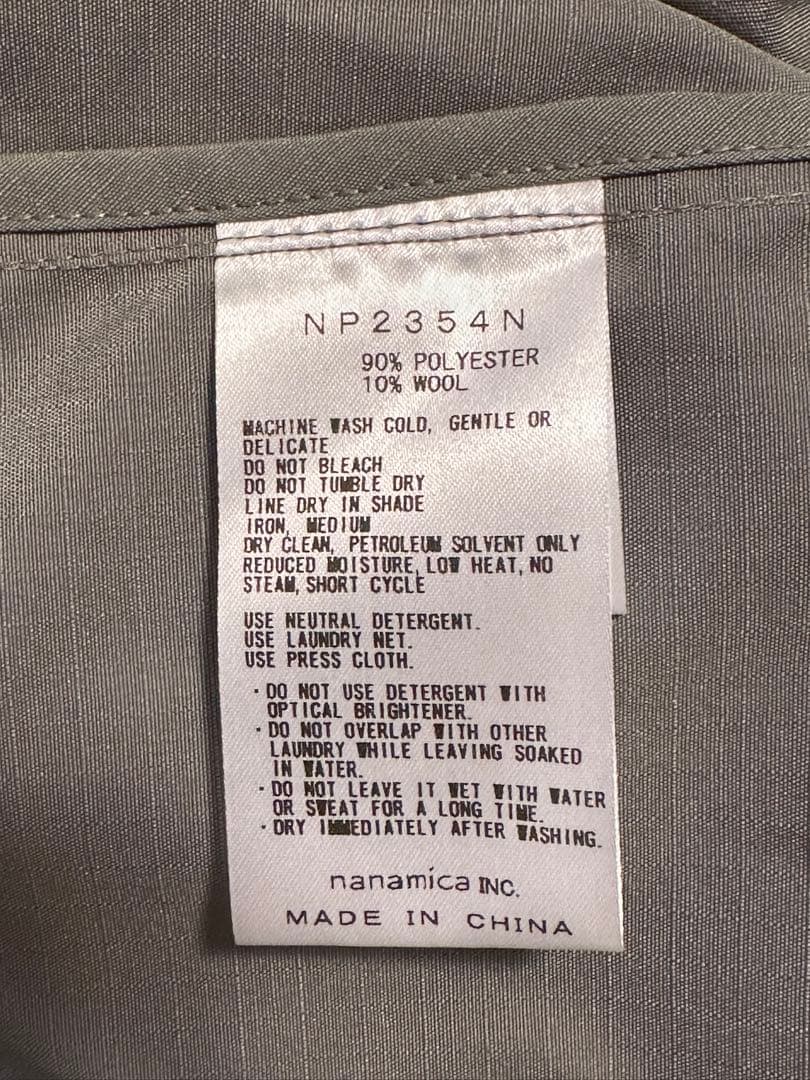 NP2354N
90% POLYESTER
10% WOOL
MACHINE WASH COLD, GENTLE OR
DELICATE
DO NOT BLEACH
DO NOT TUMBLE DRY
LINE DRY IN SHADE
IRON, MEDIUM
DRY CLEAN, PETROLEUM SOLVENT ONLY
REDUCED MOISTURE, LOW HEAT, NO
STEAM, SHORT CYCLE
USE NEUTRAL DETERGENT.
USE LAUNDRY NET.
USE PRESS CLOTH.
・DO NOT USE DETERGENT WITH
OPTICAL BRIGHTENER.
・DO NOT OVERLAP WITH OTHER
LAUNDRY WHILE LEAVING SOAKED
IN WATER.
・DO NOT LEAVE IT WET WITH WATER
OR SWEAT FOR A LONG TIME.
・DRY IMMEDIATELY AFTER WASHING.
nanamica INC.
MADE IN CHINA